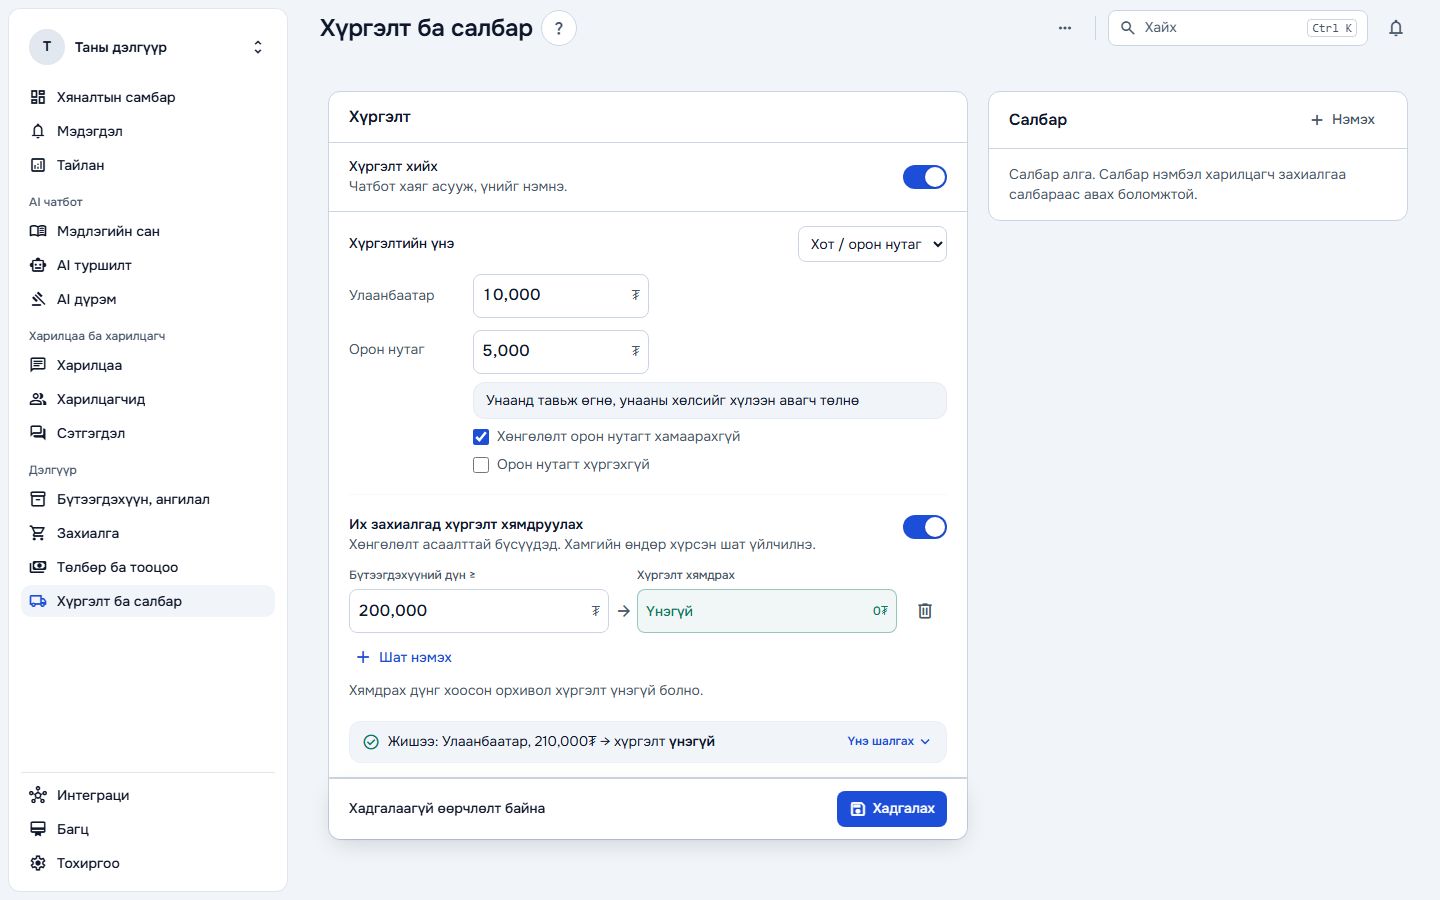 Т
Таны дэлгүүр
Хяналтын самбар
Мэдэгдэл
Тайлан
AI чатбот
Мэдлэгийн сан
AI туршилт
AI дүрэм
Харилцаа ба харилцагч
Харилцаа
Харилцагчид
Сэтгэгдэл
Дэлгүүр
Бүтээгдэхүүн, ангилал
Захиалга
Төлбөр ба тооцоо
Хүргэлт ба салбар
Интеграци
Багц
Тохиргоо
Хүргэлт ба салбар
?
Хайх
Ctrl K
Хүргэлт
Хүргэлт хийх
Чатбот хаяг асууж, үнийг нэмнэ.
Хүргэлтийн үнэ
Хот / орон нутаг
Улаанбаатар
10,000 ₮
Орон нутаг
5,000 ₮
Унаанд тавьж өгнө, унааны хөлсийг хүлээн авагч төлнө
Хөнгөлөлт орон нутагт хамаарахгүй
Орон нутагт хүргэхгүй
Их захиалгад хүргэлт хямдруулах
Хөнгөлөлт асаалттай бүсүүдэд. Хамгийн өндөр хүрсэн шат үйлчилнэ.
Бүтээгдэхүүний дүн ≥
Хүргэлт хямдрах
200,000 ₮ → Үнэгүй 0₮
+ Шат нэмэх
Хямдрах дүнг хоосон орхивол хүргэлт үнэгүй болно.
Жишээ: Улаанбаатар, 210,000₮ → хүргэлт үнэгүй
Үнэ шалгах
Хадгалаагүй өөрчлөлт байна
Хадгалах
Салбар
+ Нэмэх
Салбар алга. Салбар нэмбэл харилцагч захиалгаа
салбараас авах боломжтой.